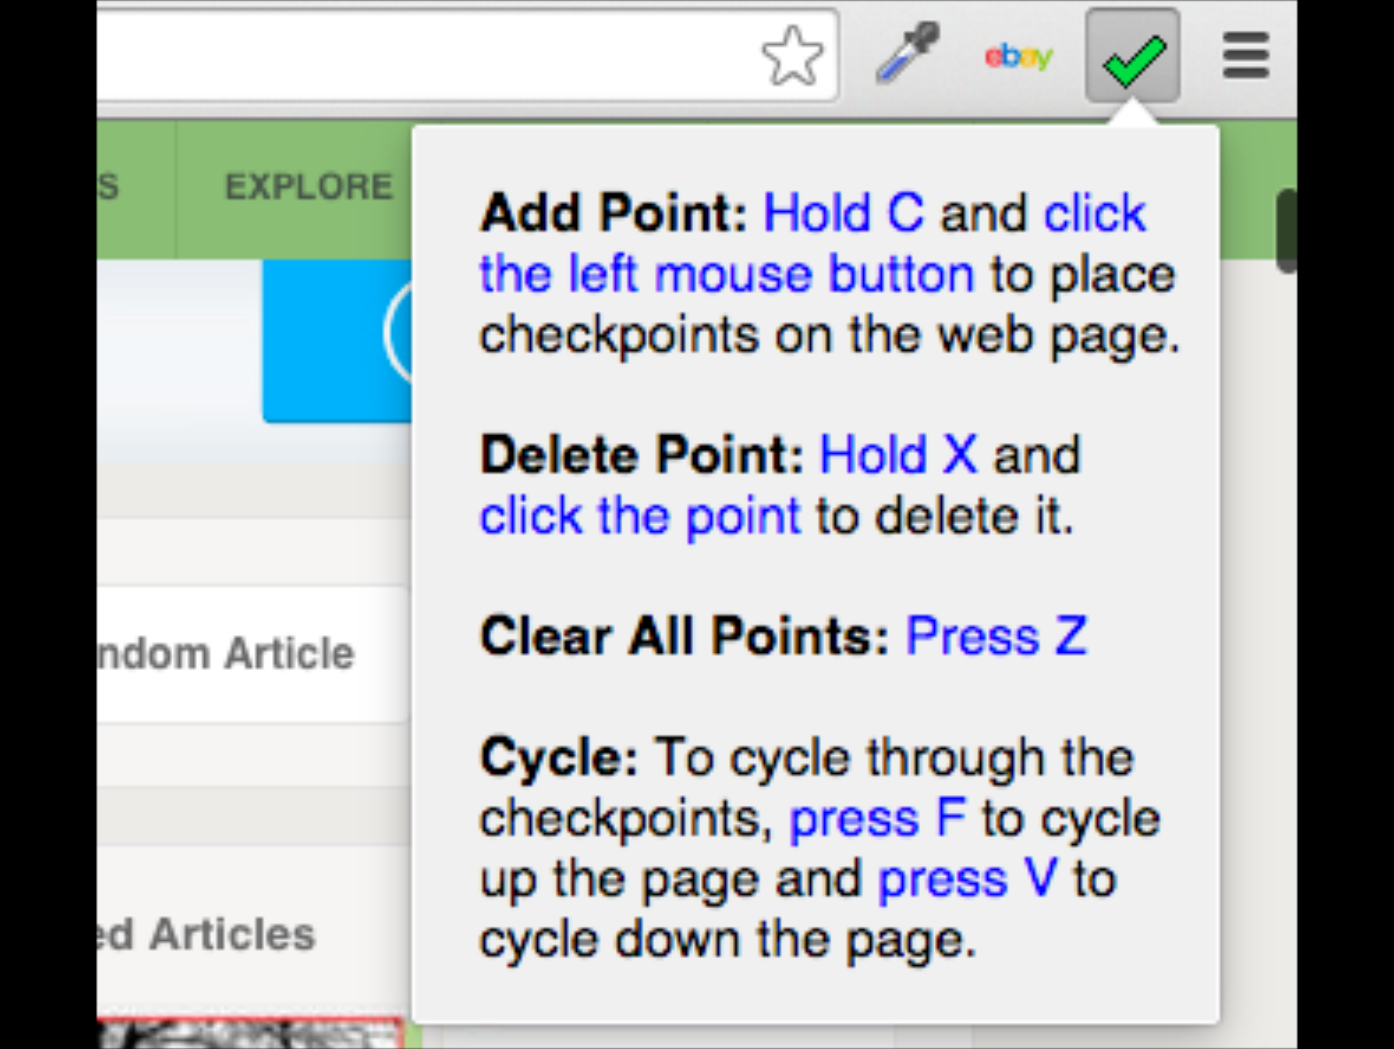 ebay
S
EXPLORE
Add Point: Hold C and click
the left mouse button to place
checkpoints on the web page.
Delete Point: Hold X and
click the point to delete it.
Clear All Points: Press Z
ndom Article
Cycle: To cycle through the
checkpoints, press F to cycle
up the page and press V to
cycle down the page.
ed Articles